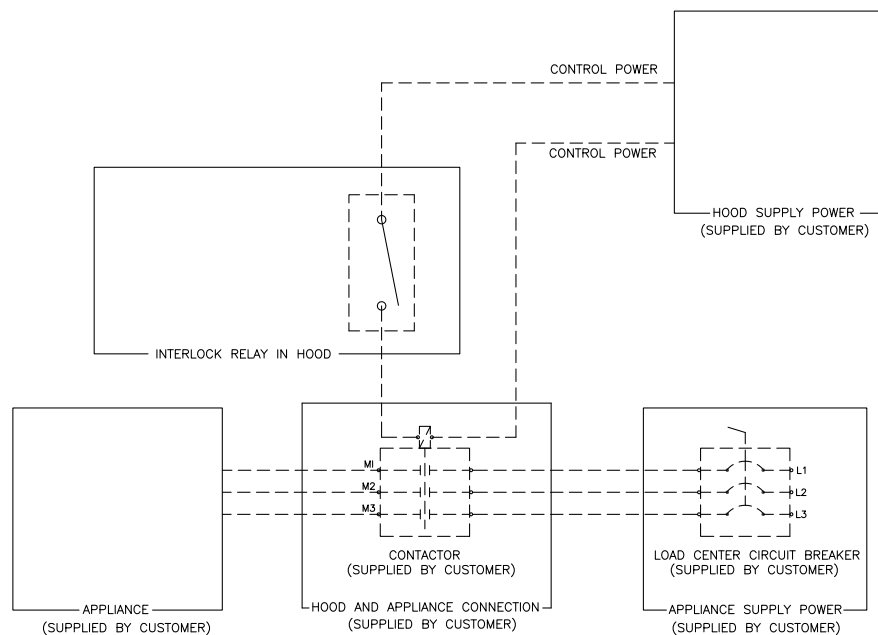 CONTROL POWER
CONTROL POWER
HOOD SUPPLY POWER
(SUPPLIED BY CUSTOMER)
INTERLOCK RELAY IN HOOD
M1
M2
M3
L1
L2
L3
CONTACTOR
(SUPPLIED BY CUSTOMER)
LOAD CENTER CIRCUIT BREAKER
(SUPPLIED BY CUSTOMER)
APPLIANCE
(SUPPLIED BY CUSTOMER)
HOOD AND APPLIANCE CONNECTION
(SUPPLIED BY CUSTOMER)
APPLIANCE SUPPLY POWER
(SUPPLIED BY CUSTOMER)